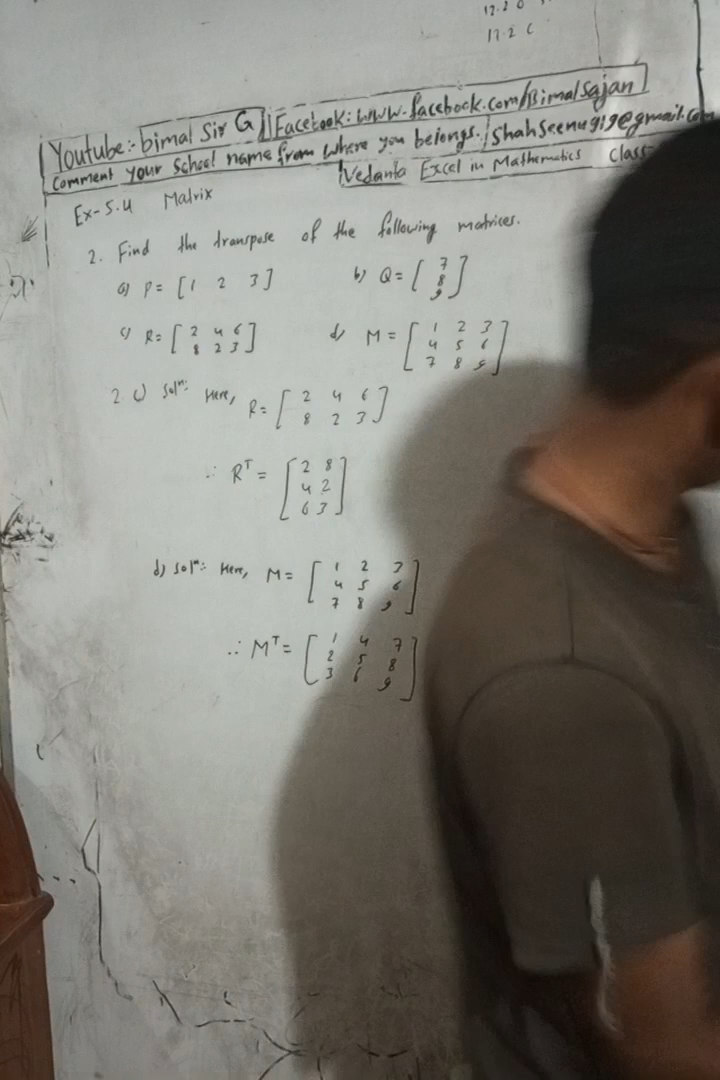 17.2
17.2 C
Youtube:- bimal Sir G Facebook: www.facebook.com/Bimalsajan
Comment your School name from where you belongs. Shahseenu919@gmail.com
Vedanta Excel in Mathematics Class
Ex-5.4 Matrix
2. Find the transpose of the following matrices.
a) P = [1 2 3] b) Q = [7
8
9]
c) R = [2 4 6
8 2 3] d) M = [1 2 3
4 5 6
7 8 9]
2 c) Solⁿ: Here, R = [2 4 6
8 2 3]
∴ Rᵀ = [2 8
4 2
6 3]
d) Solⁿ: Here, M = [1 2 3
4 5 6
7 8 9]
∴ Mᵀ = [1 4 7
2 5 8
3 6 9]